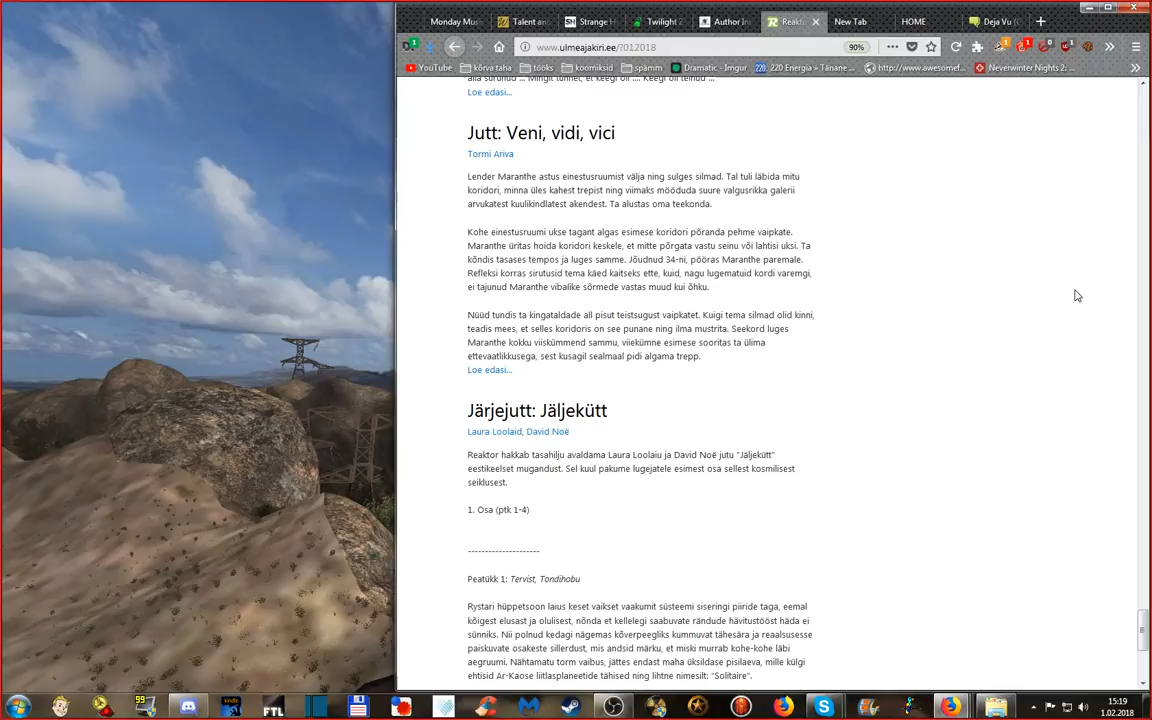 Monday Mus
Talent an
Strange H
Twilight Z
Author In
Reakt
New Tab
HOME
Deja Vu (
www.ulmeajakiri.ee/?012018
90%
YouTube
kõrva taha
tööks
koomiksid
spämm
Dramatic. - Imgur
220 Energia » Tänane ...
http://www.awesomef...
Neverwinter Nights 2: ...
Loe edasi...
Jutt: Veni, vidi, vici
Tormi Ariva
Lender Maranthe astus einestusruumist välja ning sulges silmad. Tal tuli läbida mitu
koridori, minna üles kahest trepist ning viimaks mööduda suure valgusrikka galerii
arvukatest kuulikindlatest akendest. Ta alustas oma teekonda.
Kohe einestusruumi ukse tagant algas esimese koridori põranda pehme vaipkate.
Maranthe üritas hoida koridori keskele, et mitte põrgata vastu seinu või lahtisi uksi. Ta
kõndis tasases tempos ja luges samme. Jõudnud 34-ni, pööras Maranthe paremale.
Refleksi korras sirutusid tema käed kaitseks ette, kuid, nagu lugematuid kordi varemgi,
ei tajunud Maranthe vibalike sõrmede vastas muud kui õhku.
Nüüd tundis ta kingataldade all pisut teistsugust vaipkatet. Kuigi tema silmad olid kinni,
teadis mees, et selles koridoris on see punane ning ilma mustrita. Seekord luges
Maranthe kokku viiskümmend sammu, viiekümne esimese sooritas ta ülima
ettevaatlikkusega, sest kusagil sealmaal pidi algama trepp.
Loe edasi...
Järjejutt: Jäljekütt
Laura Loolaid, David Noë
Reaktor hakkab tasahilju avaldama Laura Loolaiu ja David Noë jutu "Jäljekütt"
eestikeelset mugandust. Sel kuul pakume lugejatele esimest osa sellest kosmilisest
seiklusest.
1. Osa (ptk 1-4)
---------------------
Peatükk 1: Tervist, Tondihobu
Rystari hüppetsoon laius keset vaikset vaakumit süsteemi siseringi piiride taga, eemal
kõigest elusast ja olulisest, nõnda et kellelegi saabuvate rändude hävitustööst häda ei
sünniks. Nii polnud kedagi nägemas kõverpeegliks kummuvat tähesära ja reaalsusesse
paiskuvate osakeste sillerdust, mis andsid märku, et miski murrab kohe-kohe läbi
aegruumi. Nähtamatu torm vaibus, jättes endast maha üksildase pisilaeva, mille külgi
ehtisid Ar-Kaose liitlasplaneetide tähised ning lihtne nimesilt: "Solitaire".
99
kindle
FTL
15:19
1.02.2018